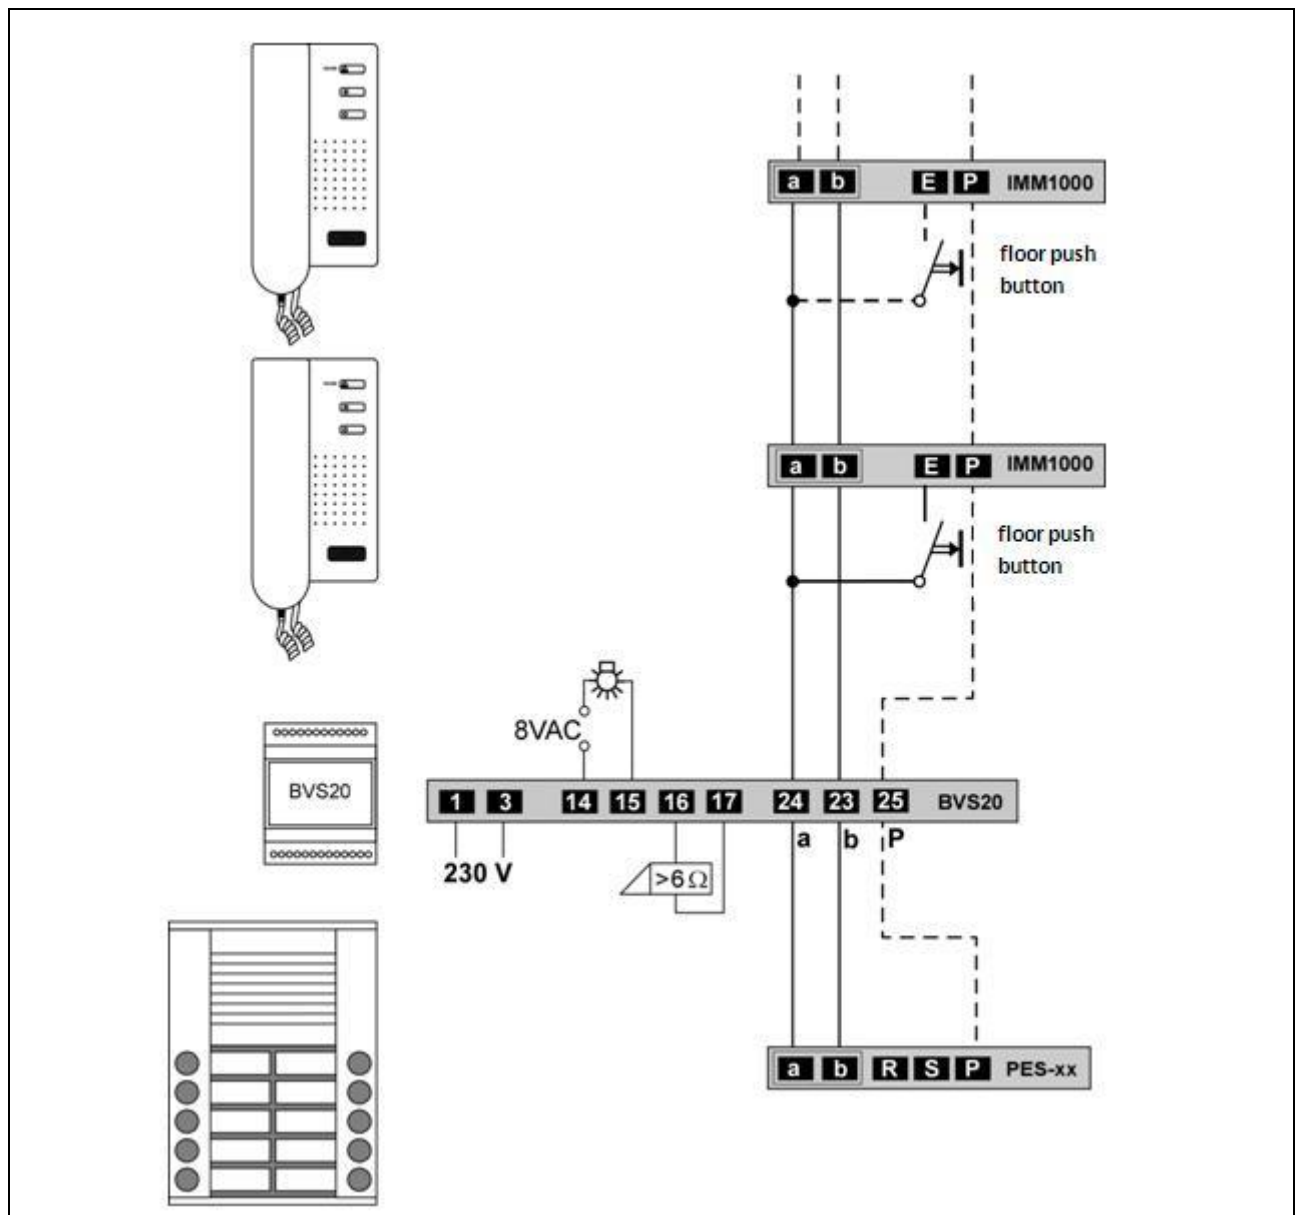 a b E P IMM1000
floor push
button
a b E P IMM1000
floor push
button
8VAC
BVS20
1 3 14 15 16 17 24 23 25 BVS20
a b P
230 V
>6Ω
a b R S P PES-xx